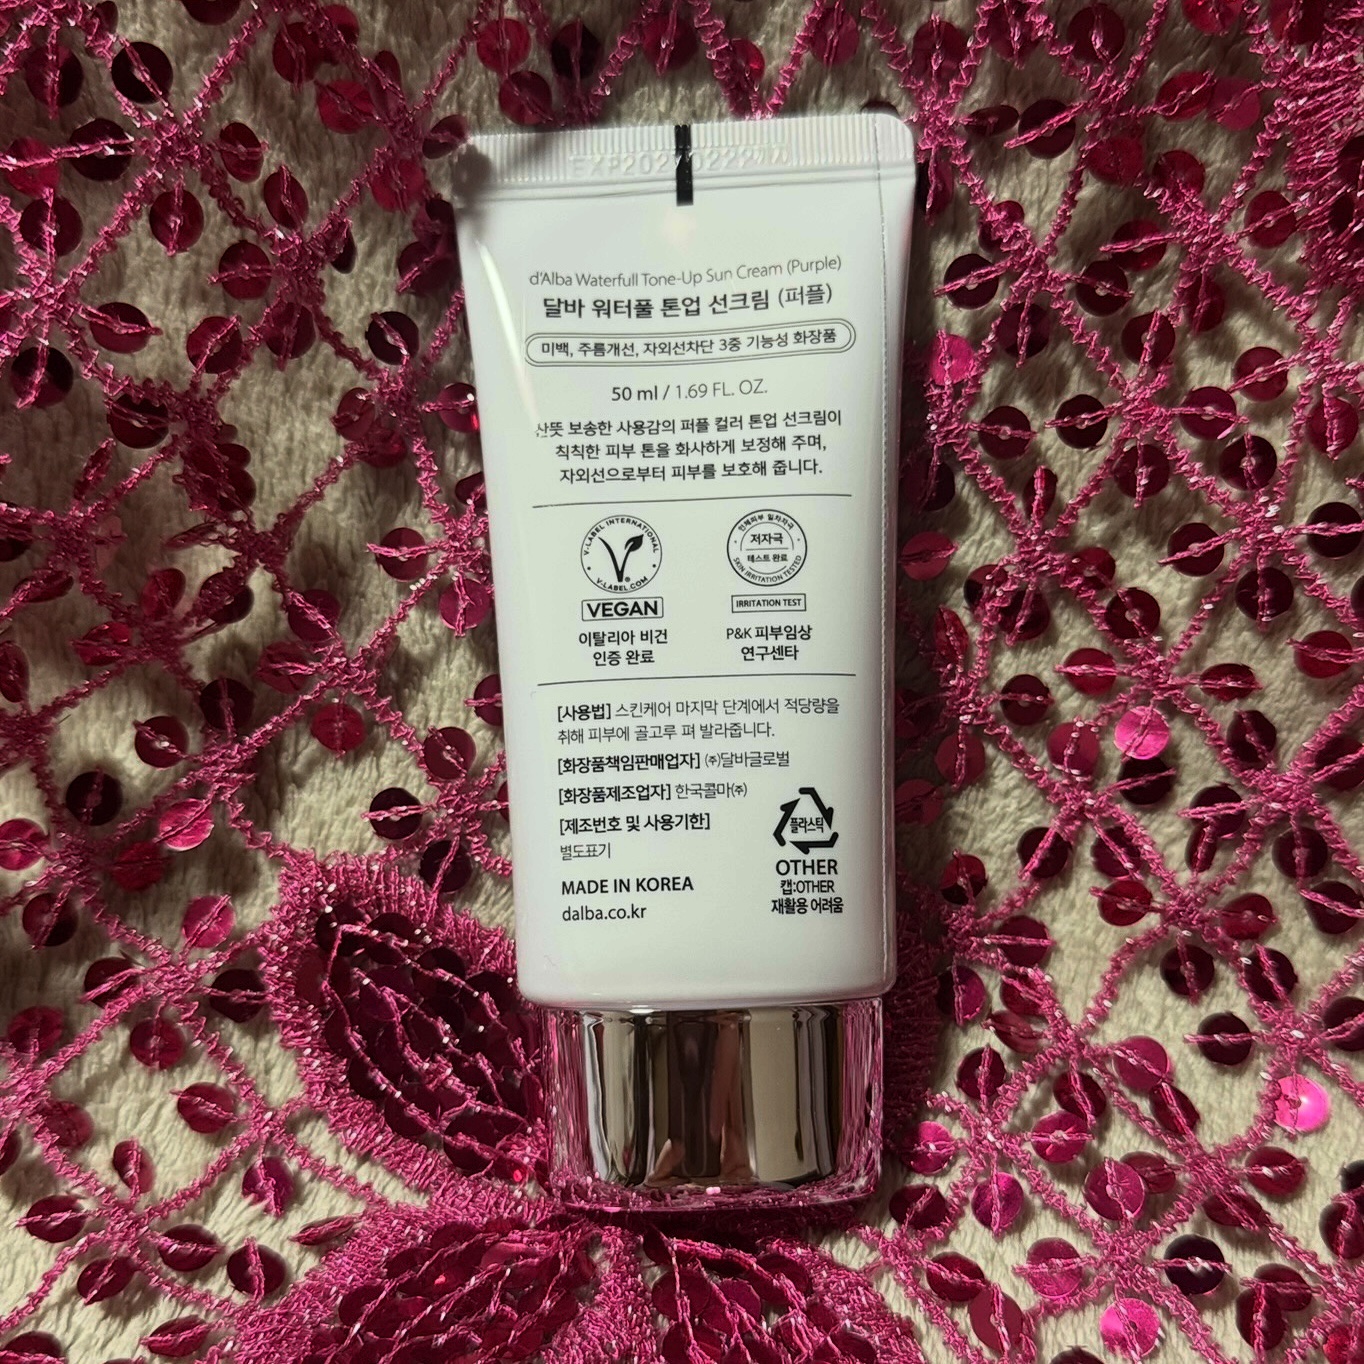 d'Alba Waterfull Tone-Up Sun Cream (Purple)
달바 워터풀 톤업 선크림 (퍼플)
미백, 주름개선, 자외선차단 3중 기능성 화장품
50 ml / 1.69 FL. OZ.
산뜻 보송한 사용감의 퍼플 컬러 톤업 선크림이
칙칙한 피부 톤을 화사하게 보정해 주며,
자외선으로부터 피부를 보호해 줍니다.
V-LABEL INTERNATIONAL
V-LABEL.COM
VEGAN
이탈리아 비건
인증 완료
인체피부 일차자극
저자극
테스트 완료
SKIN IRRITATION TESTED
IRRITATION TEST
P&K 피부임상
연구센타
[사용법] 스킨케어 마지막 단계에서 적당량을
취해 피부에 골고루 펴 발라줍니다.
[화장품책임판매업자] ㈜달바글로벌
[화장품제조업자] 한국콜마㈜
[제조번호 및 사용기한]
별도표기
MADE IN KOREA
dalba.co.kr
플라스틱
OTHER
캡:OTHER
재활용 어려움